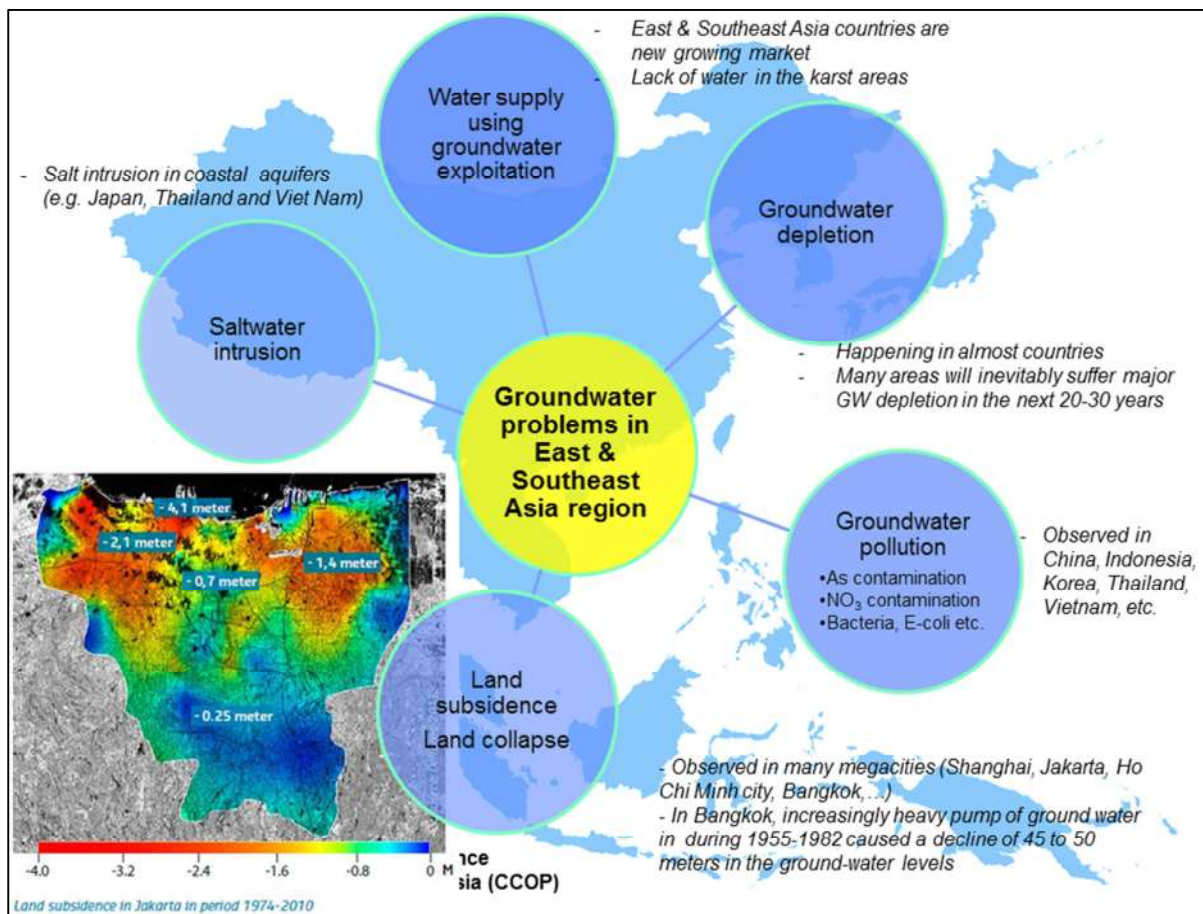 - East & Southeast Asia countries are
new growing market
- Lack of water in the karst areas
Water supply
using
groundwater
exploitation
- Salt intrusion in coastal aquifers
(e.g. Japan, Thailand and Viet Nam)
Groundwater
depletion
Saltwater
intrusion
- Happening in almost countries
- Many areas will inevitably suffer major
GW depletion in the next 20-30 years
Groundwater
problems in
East &
Southeast
Asia region
Groundwater
pollution
•As contamination
•NO₃ contamination
•Bacteria, E-coli etc.
- Observed in
China, Indonesia,
Korea, Thailand,
Vietnam, etc.
- 4,1 meter
- 2,1 meter
- 0,7 meter
- 1,4 meter
- 0.25 meter
Land
subsidence
Land collapse
- Observed in many megacities (Shanghai, Jakarta, Ho
Chi Minh city, Bangkok,…)
- In Bangkok, increasingly heavy pump of ground water
in during 1955-1982 caused a decline of 45 to 50
meters in the ground-water levels
-4.0 -3.2 -2.4 -1.6 -0.8 0 M
nce
sia (CCOP)
Land subsidence in Jakarta in period 1974-2010